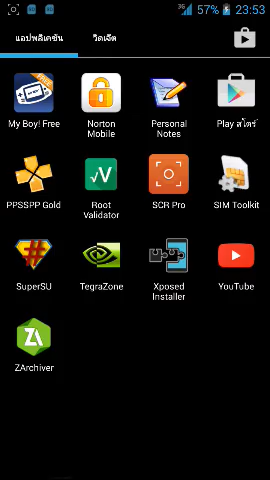 3G 57% 23:53
แอปพลิเคชัน วิดเจ็ต
My Boy! Free
Norton
Mobile
Personal
Notes
Play สโตร์
PPSSPP Gold
Root
Validator
SCR Pro
SIM Toolkit
SuperSU
TegraZone
Xposed
Installer
YouTube
ZArchiver